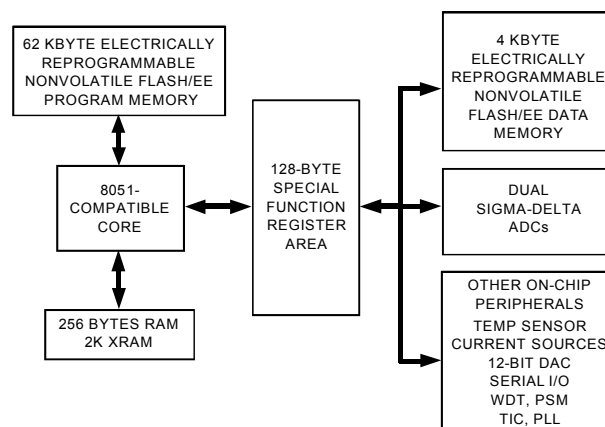 62 KBYTE ELECTRICALLY
REPROGRAMMABLE
NONVOLATILE FLASH/EE
PROGRAM MEMORY
8051-
COMPATIBLE
CORE
256 BYTES RAM
2K XRAM
128-BYTE
SPECIAL
FUNCTION
REGISTER
AREA
4 KBYTE
ELECTRICALLY
REPROGRAMMABLE
NONVOLATILE
FLASH/EE DATA
MEMORY
DUAL
SIGMA-DELTA
ADCs
OTHER ON-CHIP
PERIPHERALS
TEMP SENSOR
CURRENT SOURCES
12-BIT DAC
SERIAL I/O
WDT, PSM
TIC, PLL